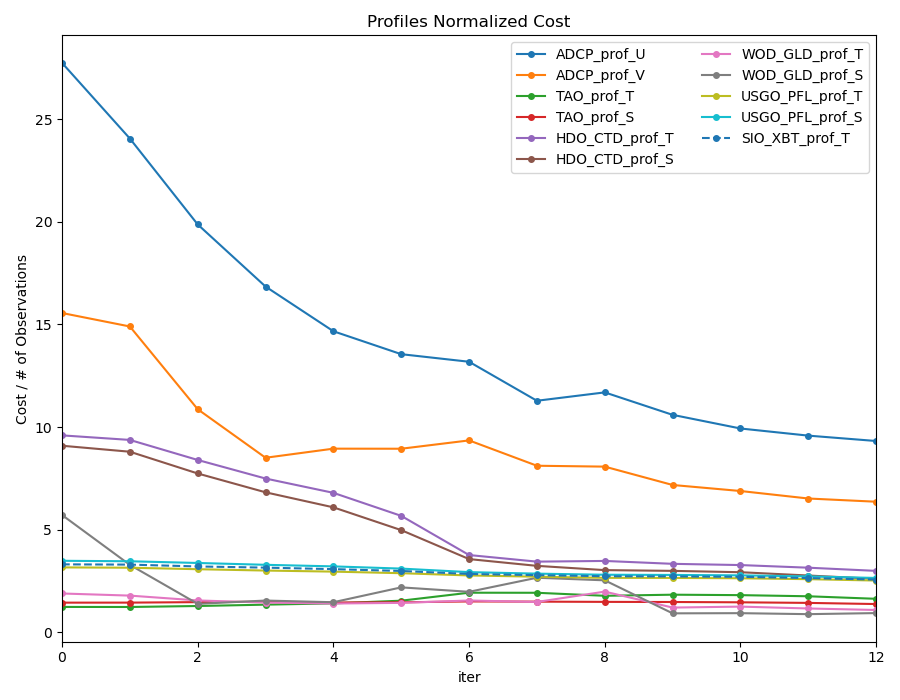 Profiles Normalized Cost
ADCP_prof_U
ADCP_prof_V
TAO_prof_T
TAO_prof_S
HDO_CTD_prof_T
HDO_CTD_prof_S
WOD_GLD_prof_T
WOD_GLD_prof_S
USGO_PFL_prof_T
USGO_PFL_prof_S
SIO_XBT_prof_T
Cost / # of Observations
25
20
15
10
5
0
0 2 4 6 8 10 12
iter